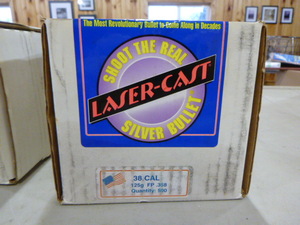 The Most Revolutionary Bullet to Come Along in Decades
SHOOT THE REAL
LASER-CAST
SILVER BULLET
38 CAL
125g FP .358
Quantity: 500